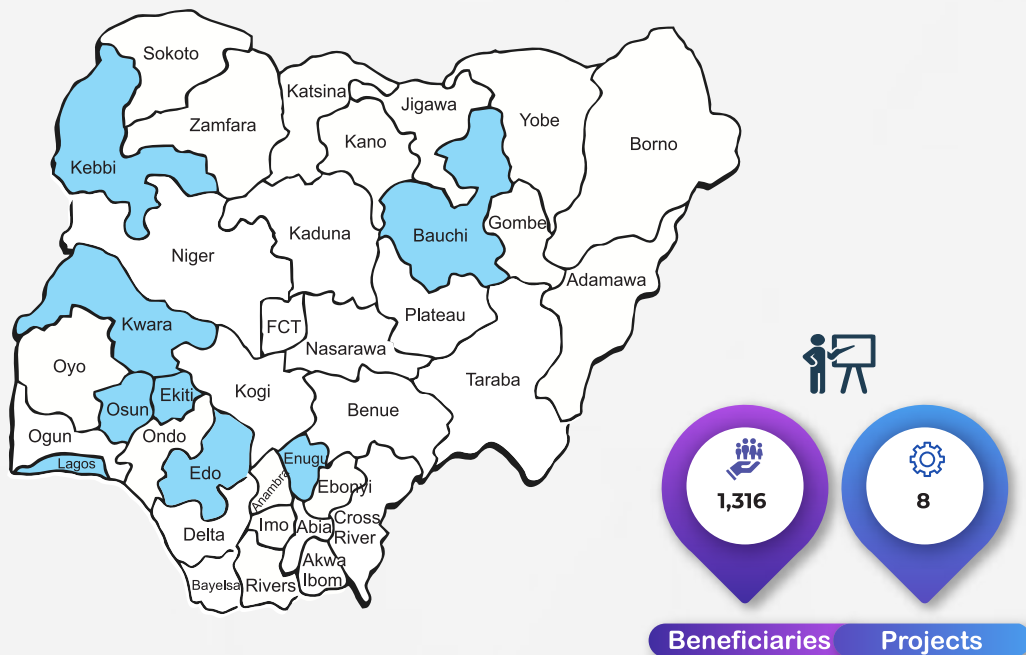 Sokoto
Katsina
Jigawa
Yobe
Zamfara
Kano
Borno
Kebbi
Gombe
Kaduna
Bauchi
Niger
Adamawa
Kwara
FCT
Plateau
Nasarawa
Oyo
Taraba
Ekiti
Kogi
Osun
Benue
Ogun
Ondo
Lagos
Edo
Enugu
Anambra
Ebonyi
Delta
Imo
Abia
Cross
River
Akwa
Ibom
Bayelsa
Rivers
1,316
8
Beneficiaries
Projects